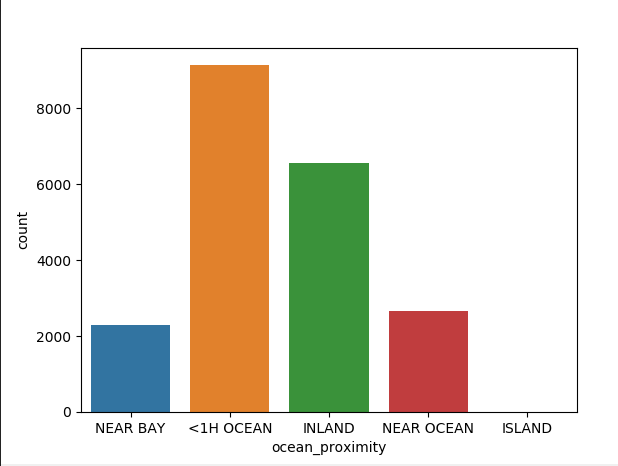 8000
6000
4000
2000
0
count
NEAR BAY <1H OCEAN INLAND NEAR OCEAN ISLAND
ocean_proximity